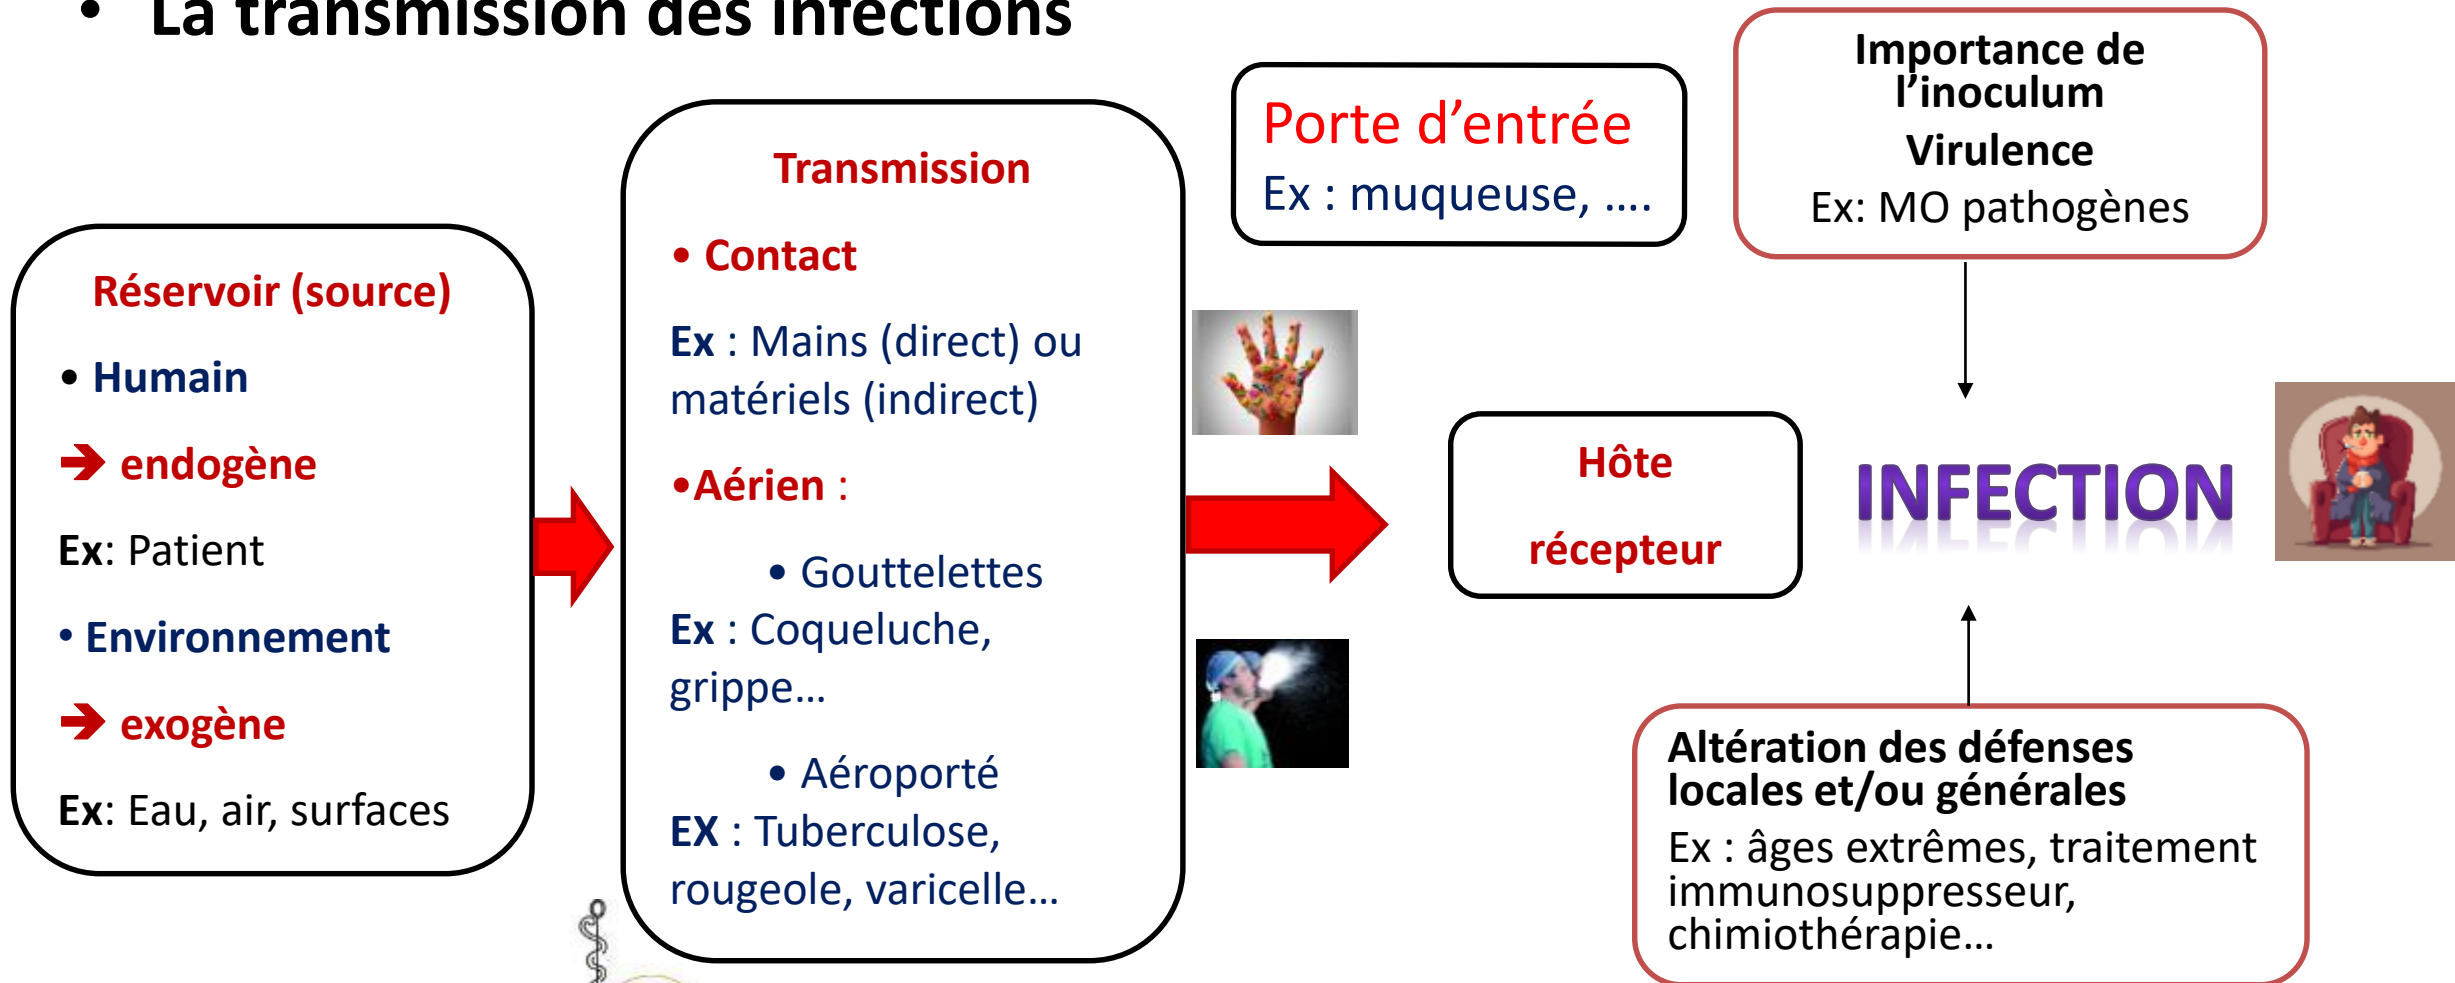 • La transmission des infections
Réservoir (source)
• Humain
➔ endogène
Ex: Patient
• Environnement
➔ exogène
Ex: Eau, air, surfaces
Transmission
• Contact
Ex : Mains (direct) ou
matériels (indirect)
•Aérien :
• Gouttelettes
Ex : Coqueluche,
grippe…
• Aéroporté
EX : Tuberculose,
rougeole, varicelle…
Porte d’entrée
Ex : muqueuse, ….
Hôte
récepteur
Importance de
l’inoculum
Virulence
Ex: MO pathogènes
INFECTION
Altération des défenses
locales et/ou générales
Ex : âges extrêmes, traitement
immunosuppresseur,
chimiothérapie…